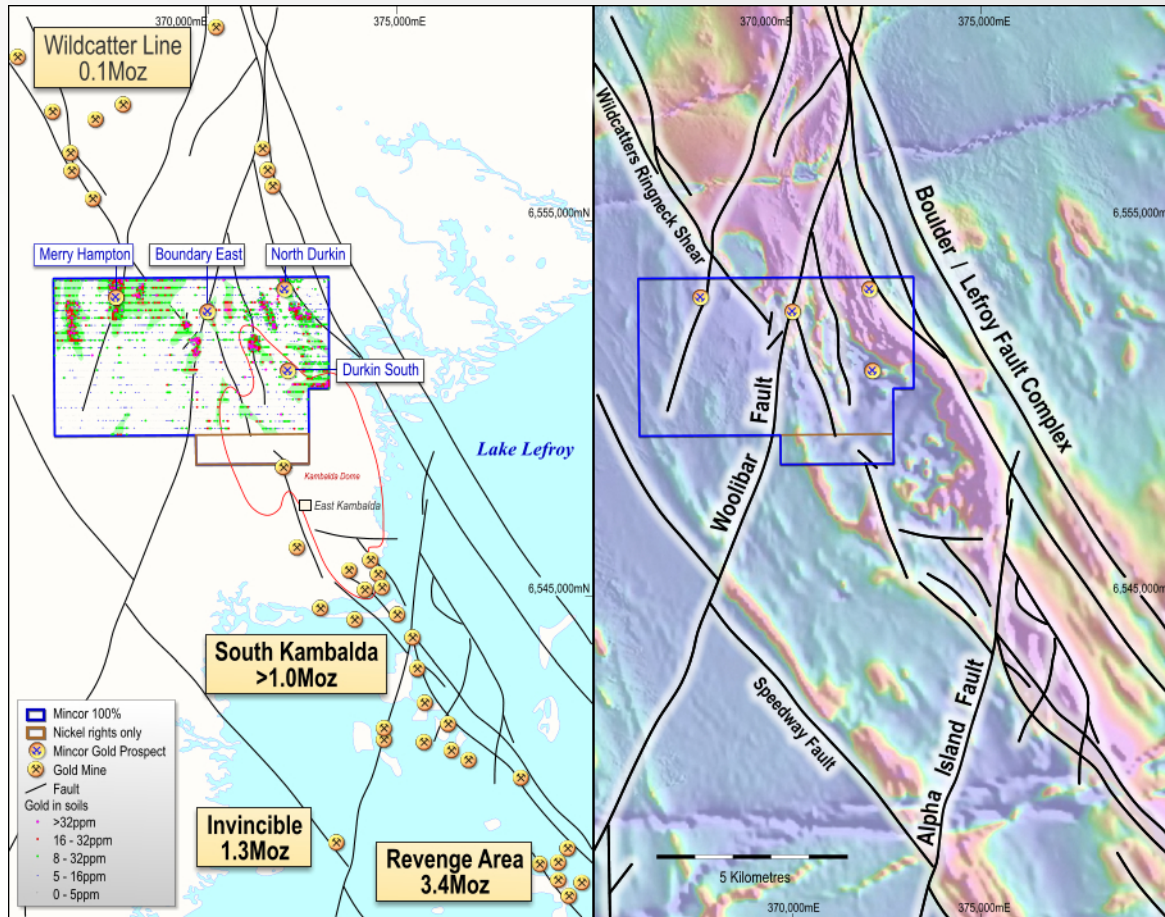 370,000mE
375,000mE
Wildcatter Line
0.1Moz
6,555,000mN
Merry Hampton
Boundary East
North Durkin
Durkin South
Lake Lefroy
Kambalda Dome
East Kambalda
6,545,000mN
South Kambalda
>1.0Moz
Mincor 100%
Nickel rights only
Mincor Gold Prospect
Gold Mine
Fault
Gold in soils
>32ppm
16 - 32ppm
8 - 32ppm
5 - 16ppm
0 - 5ppm
Invincible
1.3Moz
Revenge Area
3.4Moz
370,000mE
375,000mE
Wildcatters Ringneck Shear
6,555,000mN
Boulder / Lefroy Fault Complex
Woolibar Fault
6,545,000mN
Speedway Fault
Alpha Island Fault
5 Kilometres
370,000mE
375,000mE